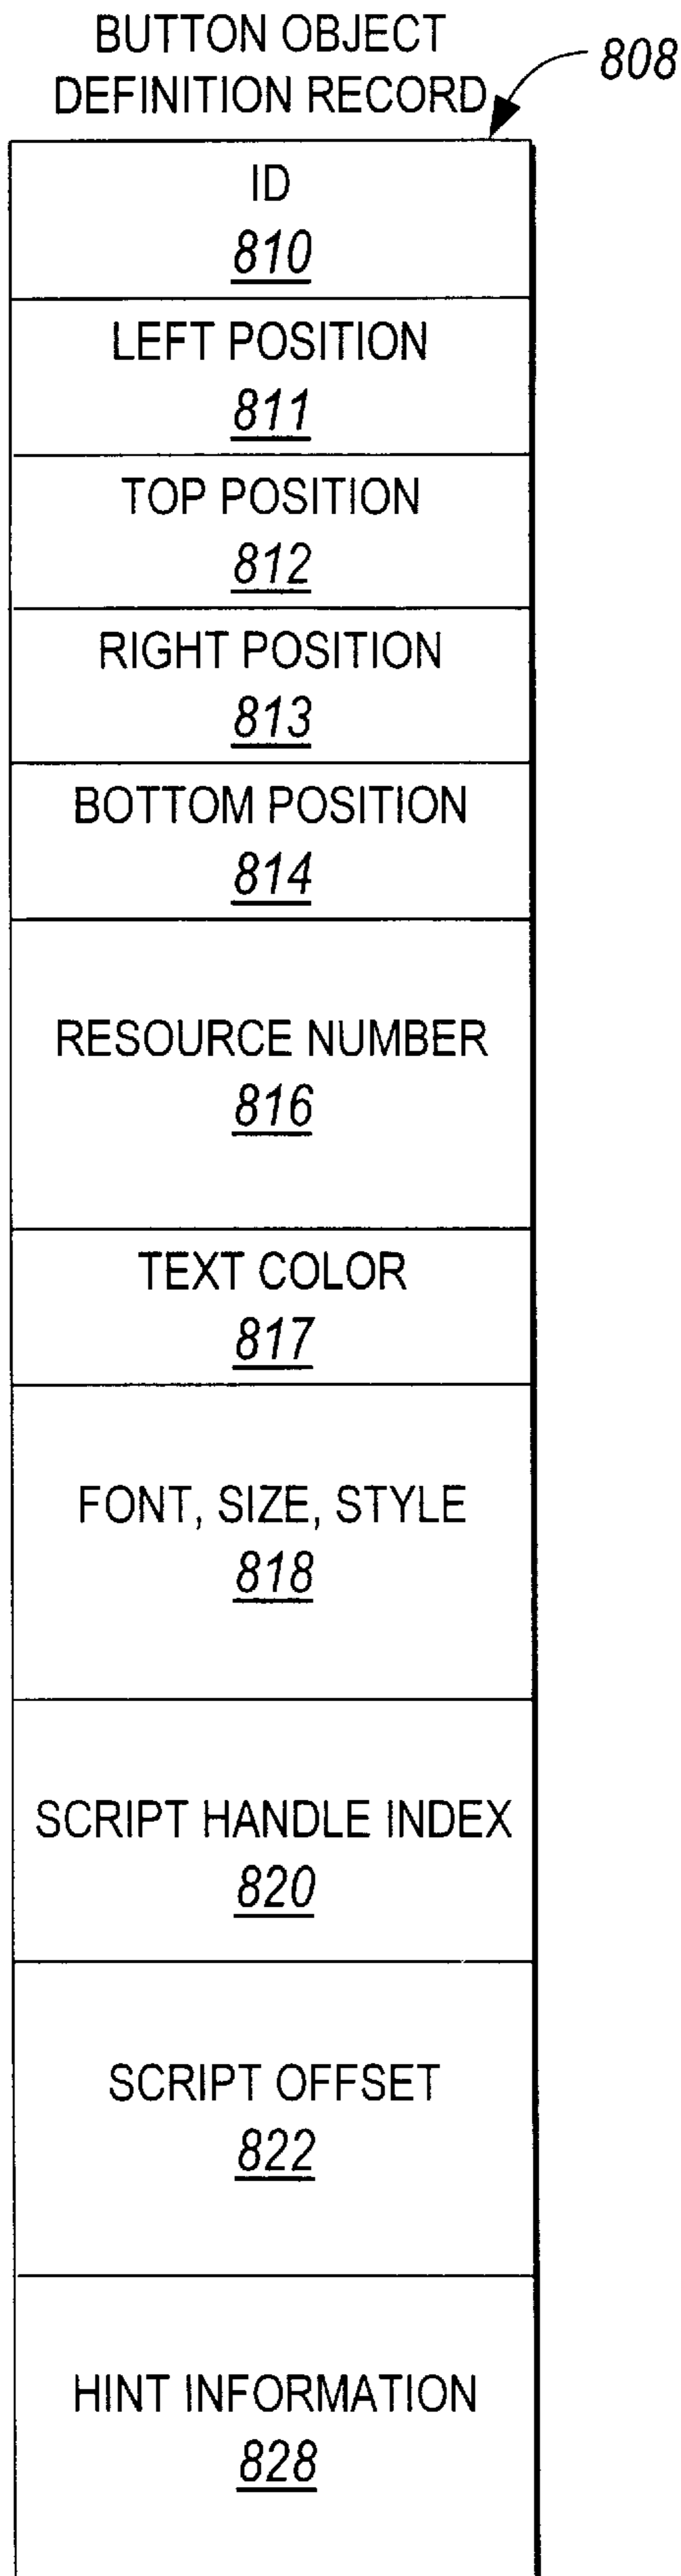 BUTTON OBJECT
DEFINITION RECORD
808
ID
810
LEFT POSITION
811
TOP POSITION
812
RIGHT POSITION
813
BOTTOM POSITION
814
RESOURCE NUMBER
816
TEXT COLOR
817
FONT, SIZE, STYLE
818
SCRIPT HANDLE INDEX
820
SCRIPT OFFSET
822
HINT INFORMATION
828